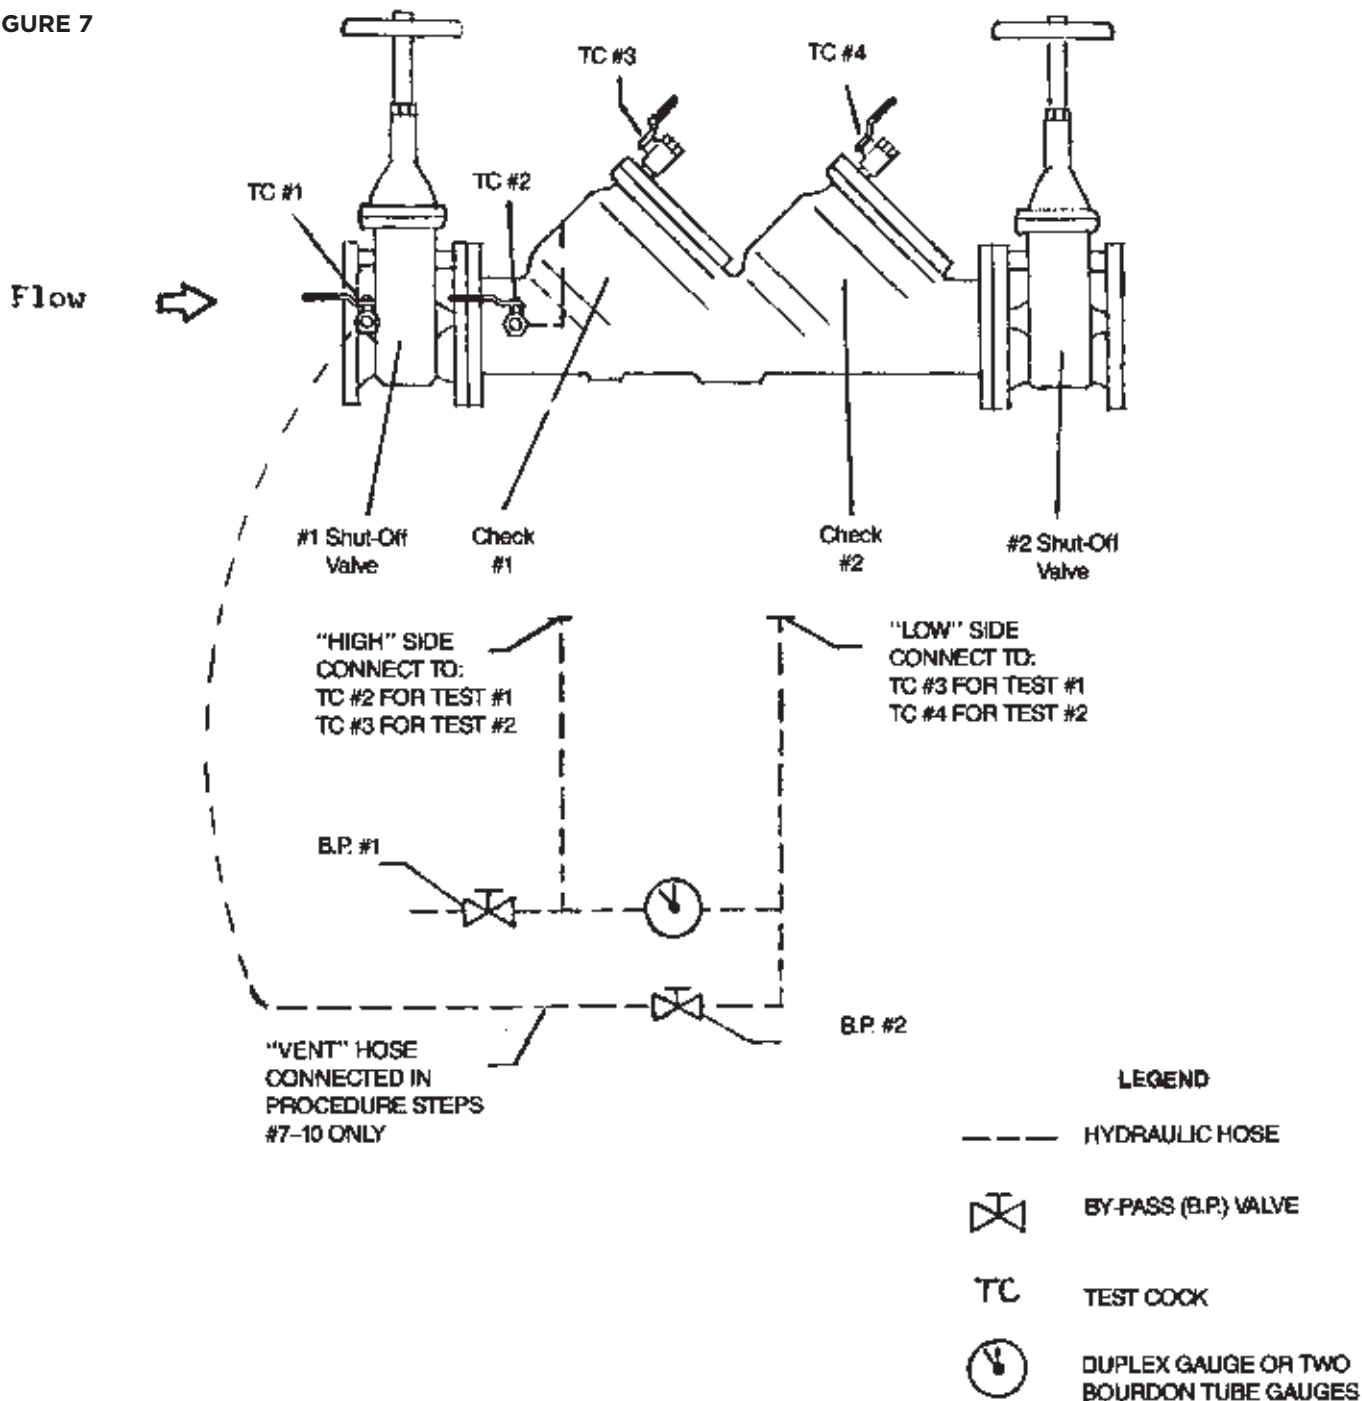 GURE 7
TC #3
TC #4
TC #1
TC #2
Flow
#1 Shut-Off
Valve
Check
#1
Check
#2
#2 Shut-Off
Valve
"HIGH" SIDE
CONNECT TO:
TC #2 FOR TEST #1
TC #3 FOR TEST #2
"LOW" SIDE
CONNECT TO:
TC #3 FOR TEST #1
TC #4 FOR TEST #2
B.P. #1
B.P. #2
"VENT" HOSE
CONNECTED IN
PROCEDURE STEPS
#7–10 ONLY
LEGEND
HYDRAULIC HOSE
BY-PASS (B.P.) VALVE
TC
TEST COCK
DUPLEX GAUGE OR TWO
BOURDON TUBE GAUGES